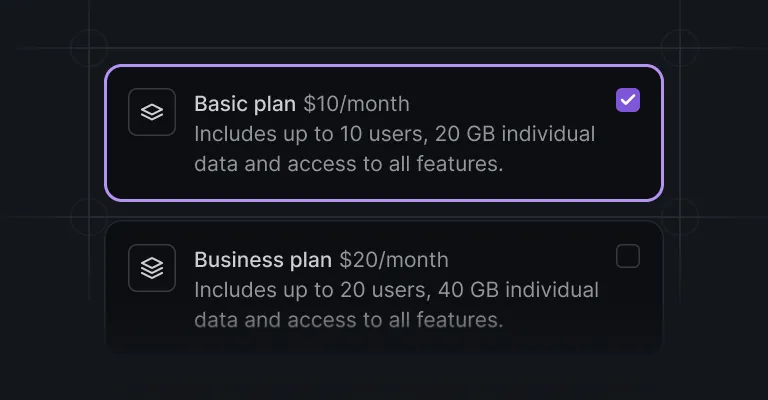 Basic plan $10/month
Includes up to 10 users, 20 GB individual
data and access to all features.
Business plan $20/month
Includes up to 20 users, 40 GB individual
data and access to all features.